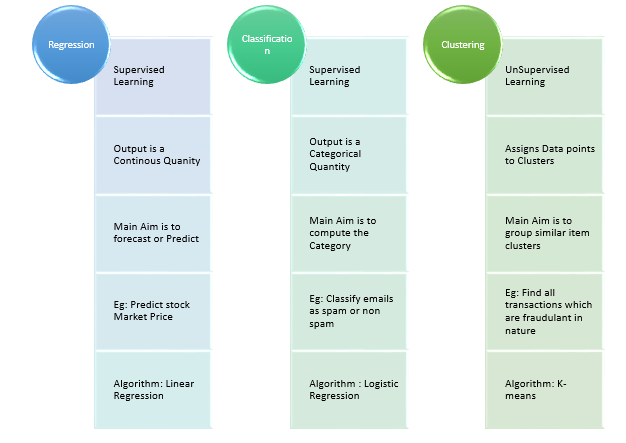 Regression
Supervised
Learning
Output is a
Continous Quanity
Main Aim is to
forecast or Predict
Eg: Predict stock
Market Price
Algorithm: Linear
Regression
Classificatio
n
Supervised
Learning
Output is a
Categorical
Quantity
Main Aim is to
compute the
Category
Eg: Classify emails
as spam or non
spam
Algorithm : Logistic
Regression
Clustering
UnSupervised
Learning
Assigns Data points
to Clusters
Main Aim is to
group similar item
clusters
Eg: Find all
transactions which
are fraudulant in
nature
Algorithm: K-
means